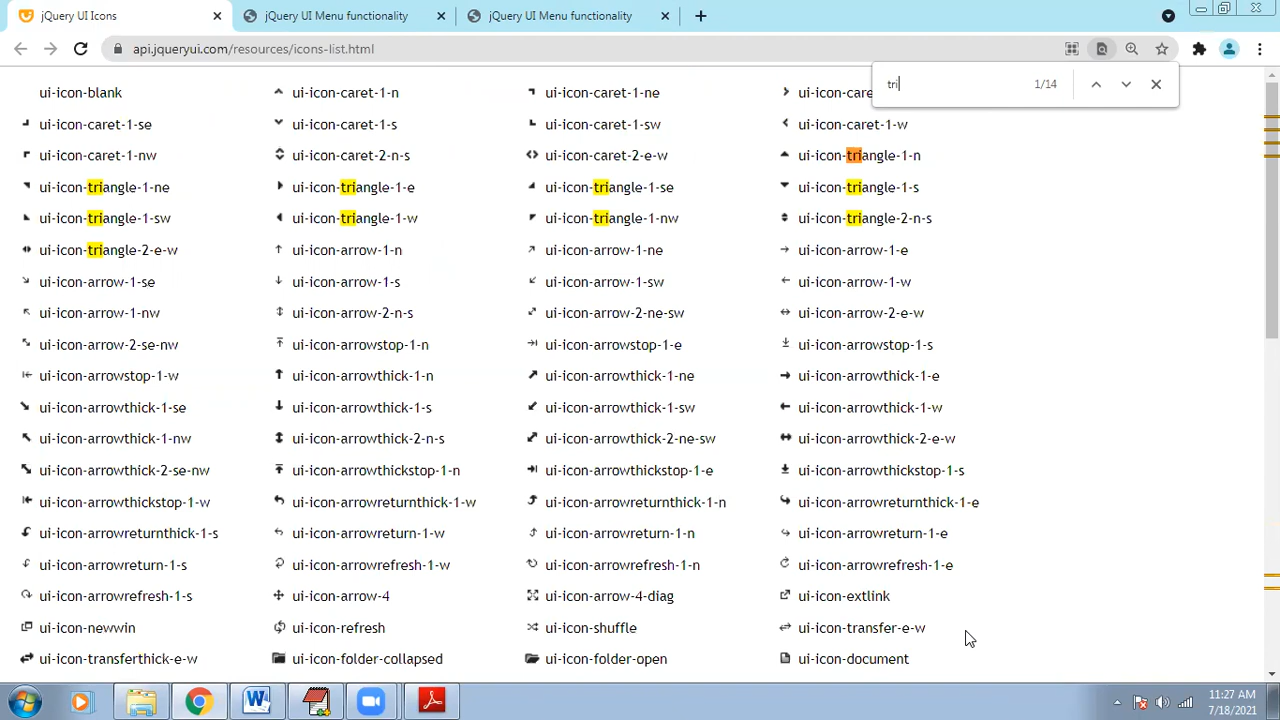 jQuery UI Icons
jQuery UI Menu functionality
jQuery UI Menu functionality
api.jqueryui.com/resources/icons-list.html
tri
1/14
ui-icon-blank ui-icon-caret-1-n ui-icon-caret-1-ne ui-icon-care
ui-icon-caret-1-se ui-icon-caret-1-s ui-icon-caret-1-sw ui-icon-caret-1-w
ui-icon-caret-1-nw ui-icon-caret-2-n-s ui-icon-caret-2-e-w ui-icon-triangle-1-n
ui-icon-triangle-1-ne ui-icon-triangle-1-e ui-icon-triangle-1-se ui-icon-triangle-1-s
ui-icon-triangle-1-sw ui-icon-triangle-1-w ui-icon-triangle-1-nw ui-icon-triangle-2-n-s
ui-icon-triangle-2-e-w ui-icon-arrow-1-n ui-icon-arrow-1-ne ui-icon-arrow-1-e
ui-icon-arrow-1-se ui-icon-arrow-1-s ui-icon-arrow-1-sw ui-icon-arrow-1-w
ui-icon-arrow-1-nw ui-icon-arrow-2-n-s ui-icon-arrow-2-ne-sw ui-icon-arrow-2-e-w
ui-icon-arrow-2-se-nw ui-icon-arrowstop-1-n ui-icon-arrowstop-1-e ui-icon-arrowstop-1-s
ui-icon-arrowstop-1-w ui-icon-arrowthick-1-n ui-icon-arrowthick-1-ne ui-icon-arrowthick-1-e
ui-icon-arrowthick-1-se ui-icon-arrowthick-1-s ui-icon-arrowthick-1-sw ui-icon-arrowthick-1-w
ui-icon-arrowthick-1-nw ui-icon-arrowthick-2-n-s ui-icon-arrowthick-2-ne-sw ui-icon-arrowthick-2-e-w
ui-icon-arrowthick-2-se-nw ui-icon-arrowthickstop-1-n ui-icon-arrowthickstop-1-e ui-icon-arrowthickstop-1-s
ui-icon-arrowthickstop-1-w ui-icon-arrowreturnthick-1-w ui-icon-arrowreturnthick-1-n ui-icon-arrowreturnthick-1-e
ui-icon-arrowreturnthick-1-s ui-icon-arrowreturn-1-w ui-icon-arrowreturn-1-n ui-icon-arrowreturn-1-e
ui-icon-arrowreturn-1-s ui-icon-arrowrefresh-1-w ui-icon-arrowrefresh-1-n ui-icon-arrowrefresh-1-e
ui-icon-arrowrefresh-1-s ui-icon-arrow-4 ui-icon-arrow-4-diag ui-icon-extlink
ui-icon-newwin ui-icon-refresh ui-icon-shuffle ui-icon-transfer-e-w
ui-icon-transferthick-e-w ui-icon-folder-collapsed ui-icon-folder-open ui-icon-document
11:27 AM
7/18/2021